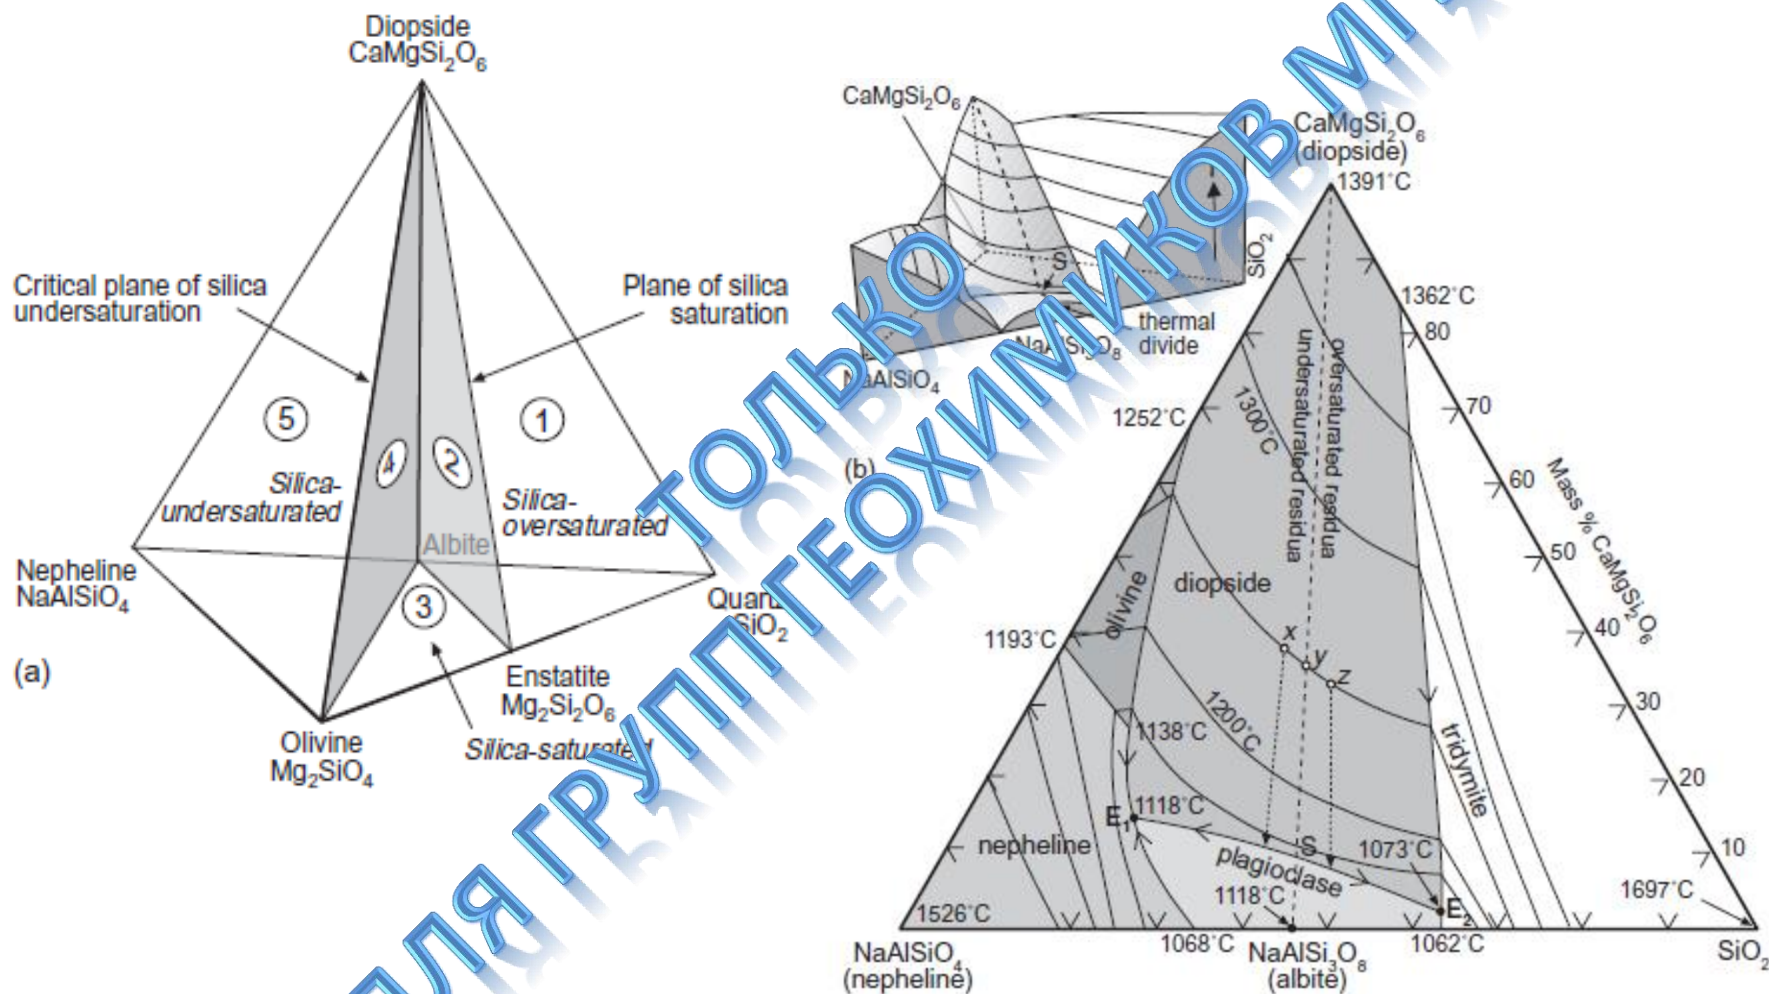 Diopside
CaMgSi₂O₆
Critical plane of silica
undersaturation
Plane of silica
saturation
5
4
2
1
Silica-
undersaturated
Silica-
oversaturated
Albite
3
Nepheline
NaAlSiO₄
Quartz
SiO₂
(a)
Enstatite
Mg₂Si₂O₆
Olivine
Mg₂SiO₄
Silica-saturated
CaMgSi₂O₆
S
SiO₂
thermal
divide
NaAlSi₃O₈
NaAlSiO₄
(b)
CaMgSi₂O₆
(diopside)
1391°C
1362°C
80
70
60
50
40
30
20
10
Mass % CaMgSi₂O₆
1252°C
1300°C
undersaturated residua
oversaturated residua
diopside
olivine
1193°C
x
y
z
1200°C
1138°C
tridymite
E₁
1118°C
S
1073°C
nepheline
plagioclase
1118°C
E₂
1697°C
1526°C
NaAlSiO₄
(nepheline)
1068°C
NaAlSi₃O₈
(albite)
1062°C
SiO₂
ТОЛЬКО
ДЛЯ ГРУПП ГЕОХИМИКОВ